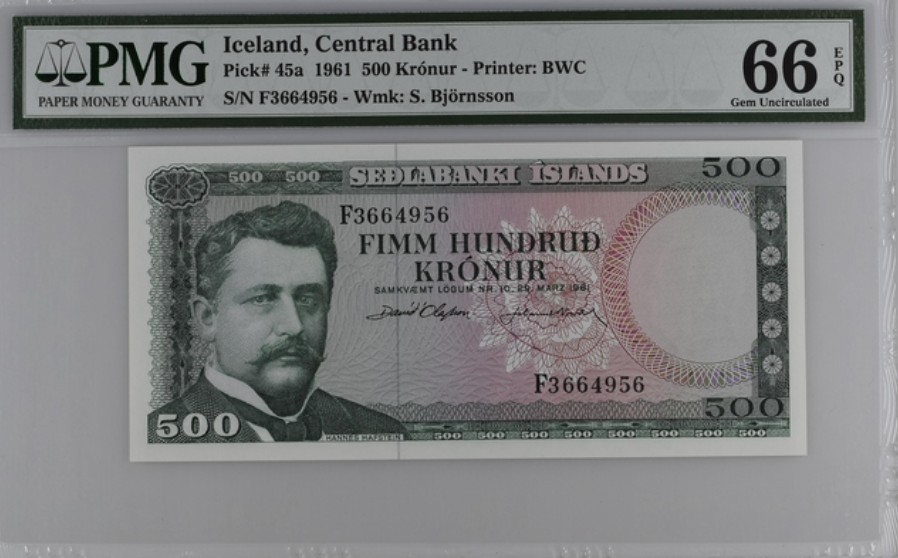 PMG
PAPER MONEY GUARANTY
Iceland, Central Bank
Pick# 45a 1961 500 Krónur - Printer: BWC
S/N F3664956 - Wmk: S. Björnsson
66 EPQ
Gem Uncirculated
500 500 SEÐLABANKI ÍSLANDS 500
F3664956
FIMM HUNDRUÐ
KRÓNUR
SAMKVÆMT LÖGUM NR. 10, 29. MARZ 1961
F3664956
500
500
HANNES HAFSTEIN
500 500 500 500 500 500 500 500